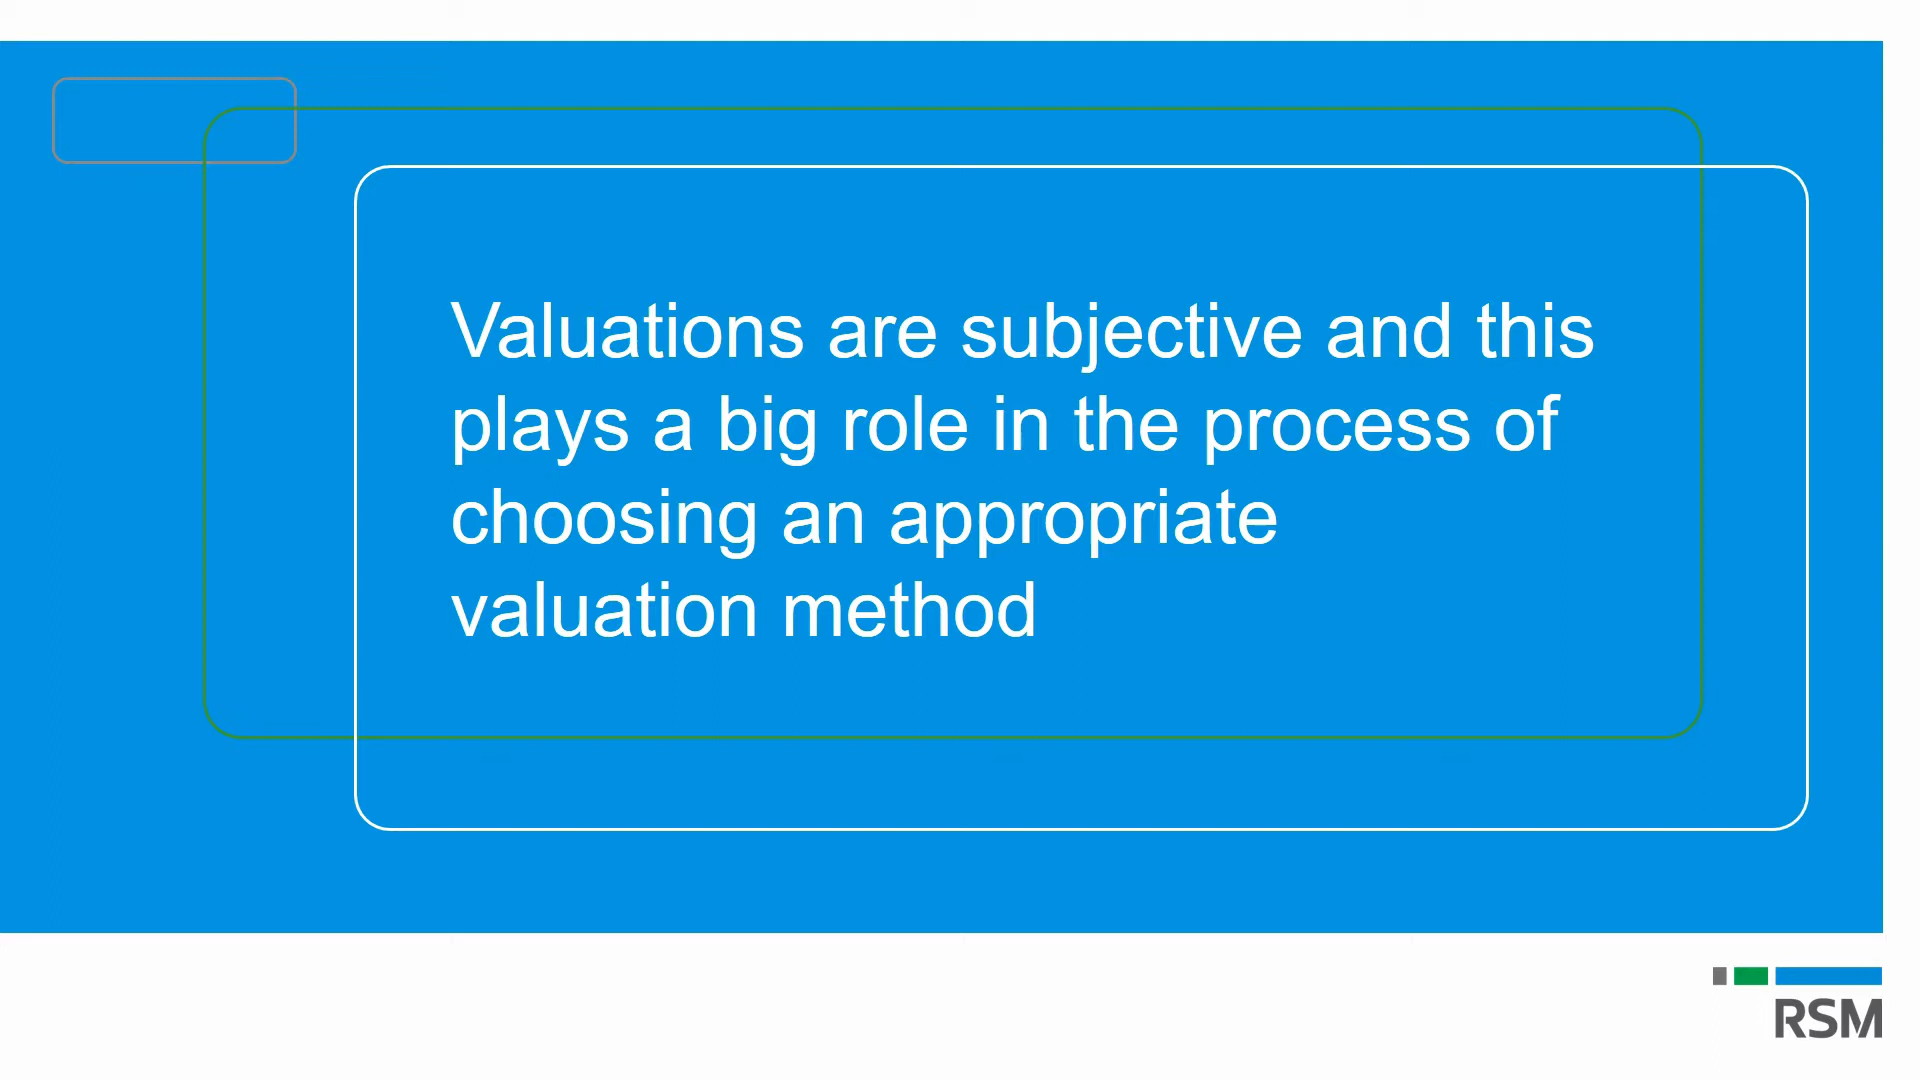 Valuations are subjective and this
plays a big role in the process of
choosing an appropriate
valuation method
RSM